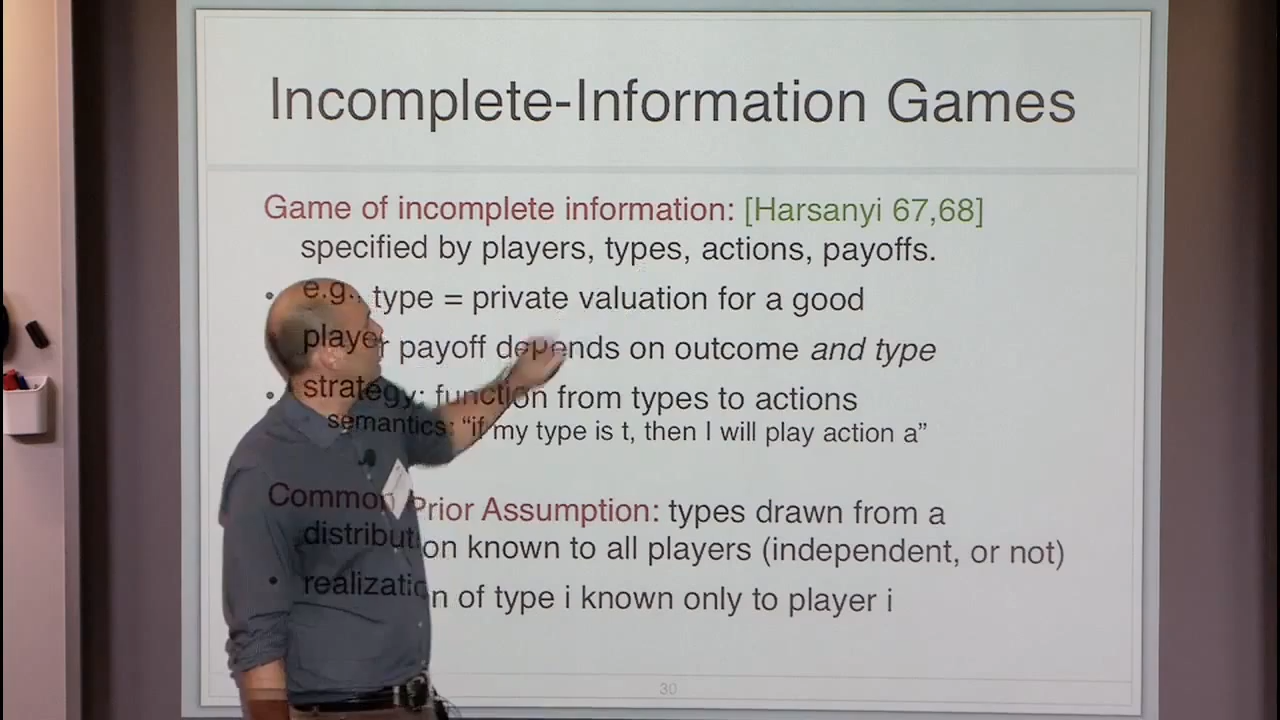 Incomplete-Information Games
Game of incomplete information: [Harsanyi 67,68]
specified by players, types, actions, payoffs.
• e.g., type = private valuation for a good
player payoff depends on outcome and type
• strategy: function from types to actions
semantics: “if my type is t, then I will play action a”
Common Prior Assumption: types drawn from a
distribution known to all players (independent, or not)
• realization of type i known only to player i
30